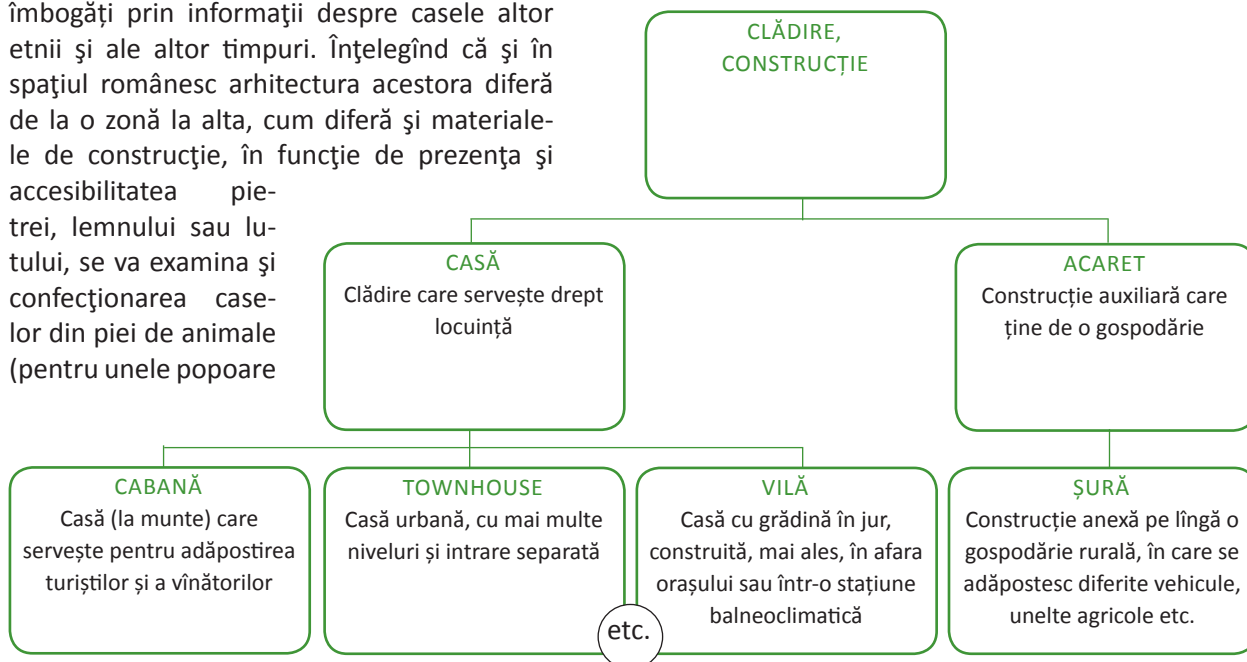 îmbogăți prin informaţii despre casele altor
etnii şi ale altor timpuri. Înţelegînd că şi în
spaţiul românesc arhitectura acestora diferă
de la o zonă la alta, cum diferă şi materiale-
le de construcţie, în funcţie de prezenţa şi
accesibilitatea pie-
trei, lemnului sau lu-
tului, se va examina şi
confecţionarea case-
lor din piei de animale
(pentru unele popoare
CLĂDIRE,
CONSTRUCȚIE
CASĂ
Clădire care servește drept
locuință
ACARET
Construcție auxiliară care
ține de o gospodărie
CABANĂ
Casă (la munte) care
servește pentru adăpostirea
turiștilor și a vînătorilor
TOWNHOUSE
Casă urbană, cu mai multe
niveluri și intrare separată
VILĂ
Casă cu grădină în jur,
construită, mai ales, în afara
orașului sau într-o stațiune
balneoclimatică
etc.
ȘURĂ
Construcție anexă pe lîngă o
gospodărie rurală, în care se
adăpostesc diferite vehicule,
unelte agricole etc.